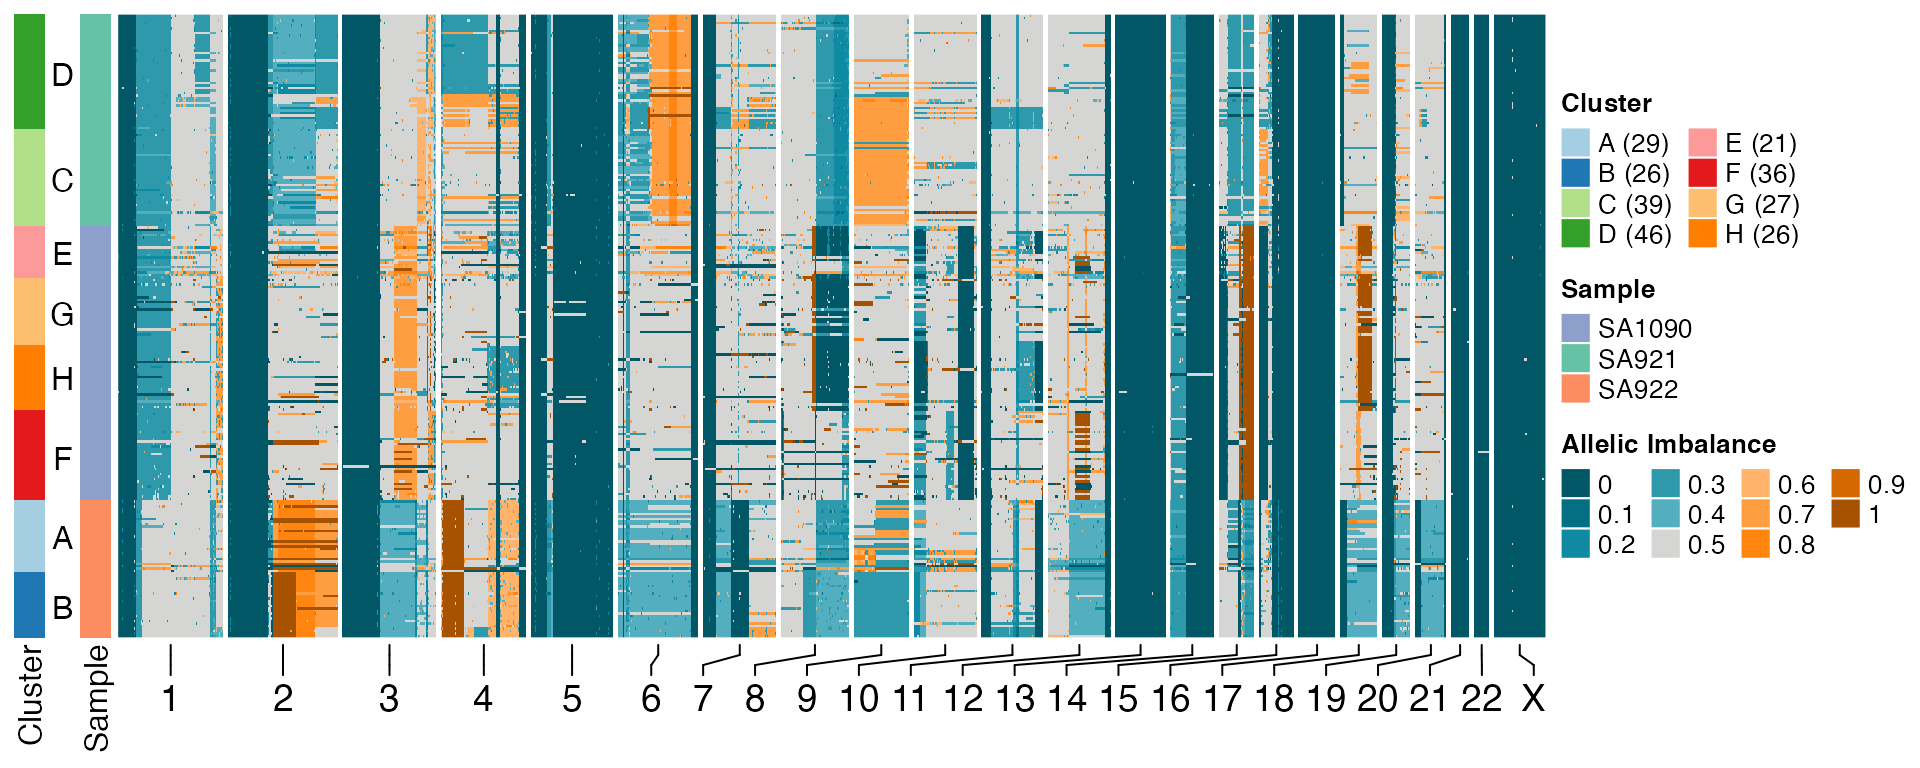 D
C
E
G
H
F
A
B
Cluster
Sample
1 2 3 4 5 6 7 8 9 10 11 12 13 14 15 16 17 18 19 20 21 22 X
Cluster
A (29) E (21)
B (26) F (36)
C (39) G (27)
D (46) H (26)
Sample
SA1090
SA921
SA922
Allelic Imbalance
0 0.3 0.6 0.9
0.1 0.4 0.7 1
0.2 0.5 0.8